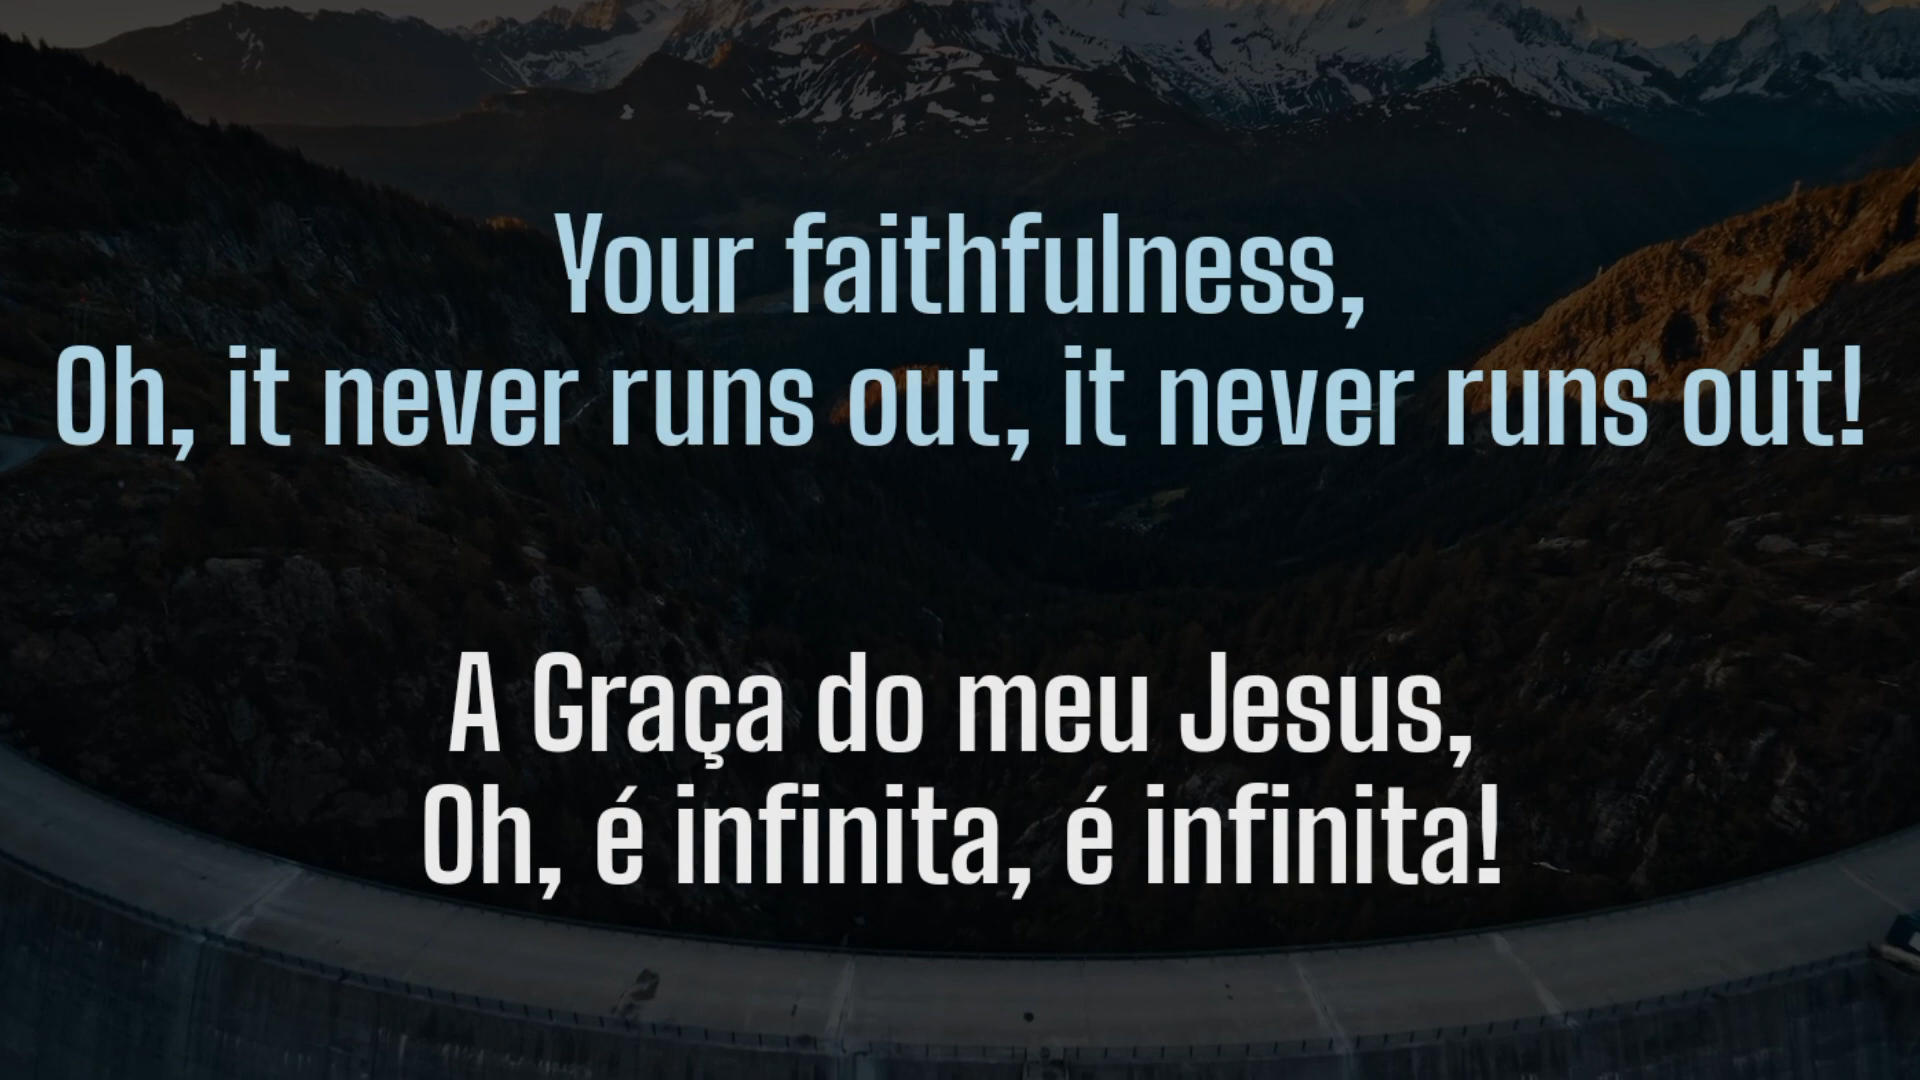 Your faithfulness,
Oh, it never runs out, it never runs out!
A Graça do meu Jesus,
Oh, é infinita, é infinita!